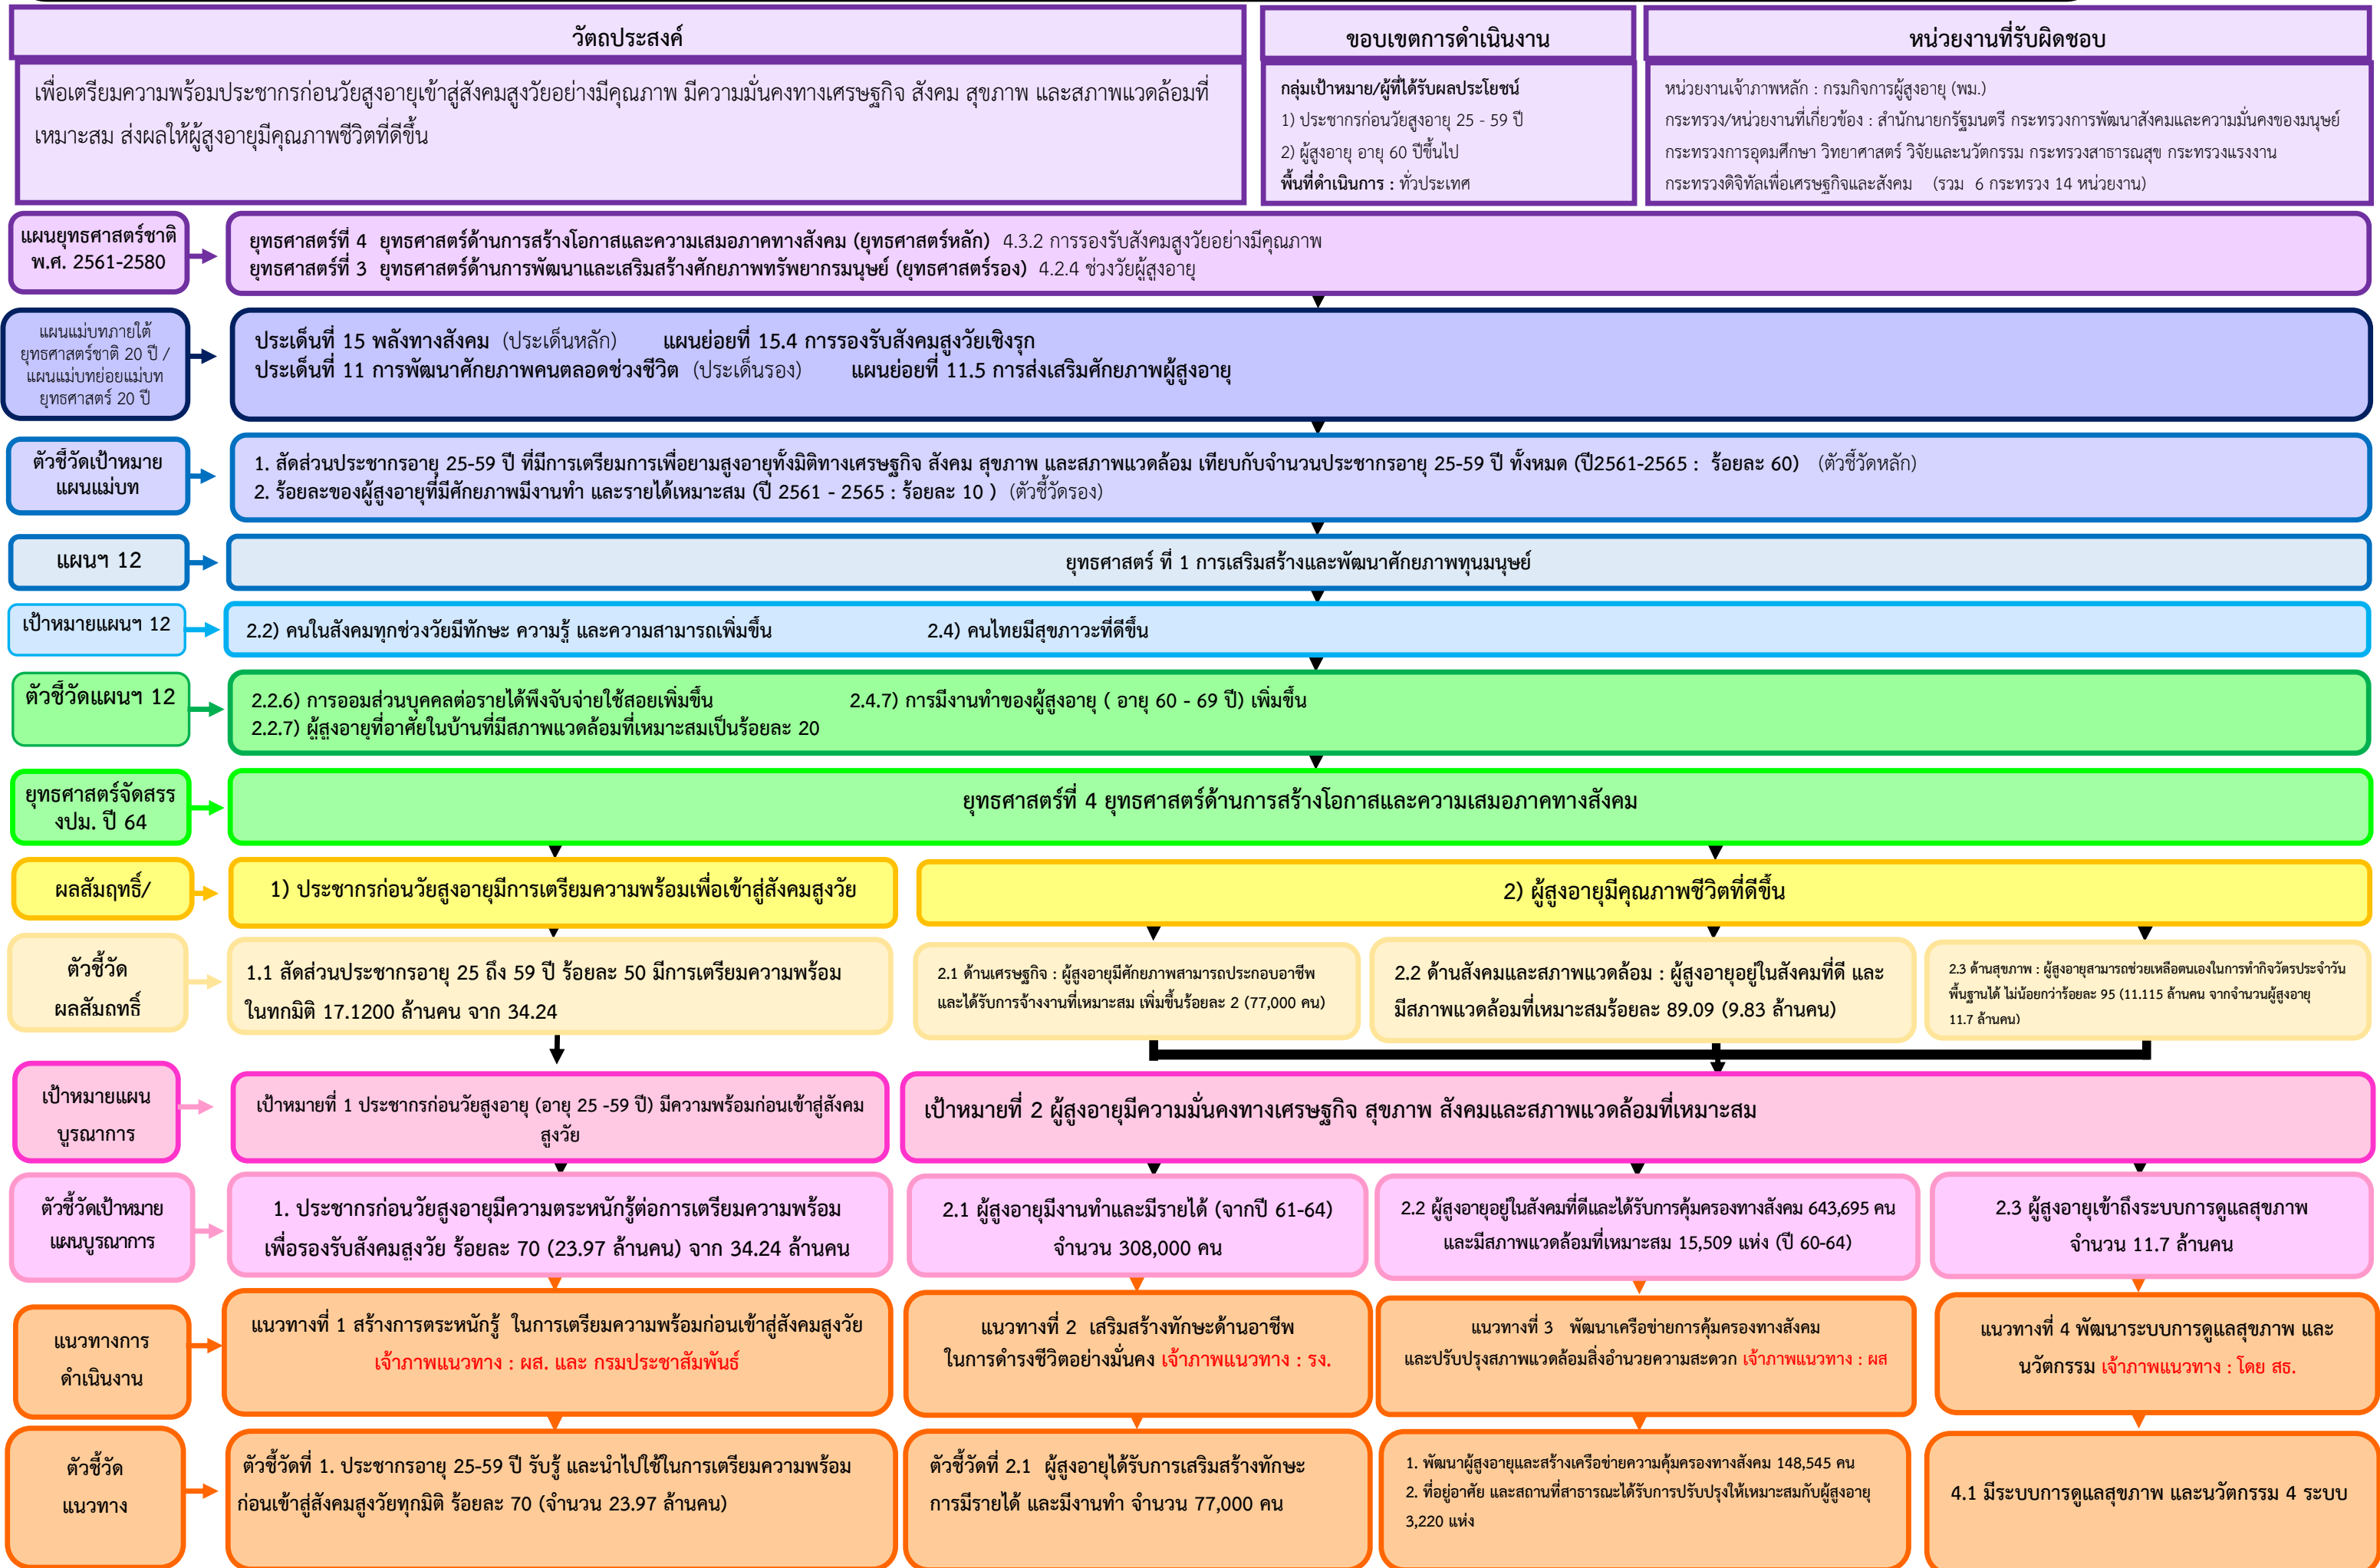 วัตถุประสงค์
เพื่อเตรียมความพร้อมประชากรก่อนวัยสูงอายุเข้าสู่สังคมสูงวัยอย่างมีคุณภาพ มีความมั่นคงทางเศรษฐกิจ สังคม สุขภาพ และสภาพแวดล้อมที่
เหมาะสม ส่งผลให้ผู้สูงอายุมีคุณภาพชีวิตที่ดีขึ้น
ขอบเขตการดำเนินงาน
กลุ่มเป้าหมาย/ผู้ที่ได้รับผลประโยชน์
1) ประชากรก่อนวัยสูงอายุ 25 - 59 ปี
2) ผู้สูงอายุ อายุ 60 ปีขึ้นไป
พื้นที่ดำเนินการ : ทั่วประเทศ
หน่วยงานที่รับผิดชอบ
หน่วยงานเจ้าภาพหลัก : กรมกิจการผู้สูงอายุ (พม.)
กระทรวง/หน่วยงานที่เกี่ยวข้อง : สำนักนายกรัฐมนตรี กระทรวงการพัฒนาสังคมและความมั่นคงของมนุษย์
กระทรวงการอุดมศึกษา วิทยาศาสตร์ วิจัยและนวัตกรรม กระทรวงสาธารณสุข กระทรวงแรงงาน
กระทรวงดิจิทัลเพื่อเศรษฐกิจและสังคม (รวม 6 กระทรวง 14 หน่วยงาน)
แผนยุทธศาสตร์ชาติ
พ.ศ. 2561-2580
ยุทธศาสตร์ที่ 4 ยุทธศาสตร์ด้านการสร้างโอกาสและความเสมอภาคทางสังคม (ยุทธศาสตร์หลัก) 4.3.2 การรองรับสังคมสูงวัยอย่างมีคุณภาพ
ยุทธศาสตร์ที่ 3 ยุทธศาสตร์ด้านการพัฒนาและเสริมสร้างศักยภาพทรัพยากรมนุษย์ (ยุทธศาสตร์รอง) 4.2.4 ช่วงวัยผู้สูงอายุ
แผนแม่บทภายใต้
ยุทธศาสตร์ชาติ 20 ปี /
แผนแม่บทย่อยแม่บท
ยุทธศาสตร์ 20 ปี
ประเด็นที่ 15 พลังทางสังคม (ประเด็นหลัก) แผนย่อยที่ 15.4 การรองรับสังคมสูงวัยเชิงรุก
ประเด็นที่ 11 การพัฒนาศักยภาพคนตลอดช่วงชีวิต (ประเด็นรอง) แผนย่อยที่ 11.5 การส่งเสริมศักยภาพผู้สูงอายุ
ตัวชี้วัดเป้าหมาย
แผนแม่บท
1. สัดส่วนประชากรอายุ 25-59 ปี ที่มีการเตรียมการเพื่อยามสูงอายุทั้งมิติทางเศรษฐกิจ สังคม สุขภาพ และสภาพแวดล้อม เทียบกับจำนวนประชากรอายุ 25-59 ปี ทั้งหมด (ปี2561-2565 : ร้อยละ 60) (ตัวชี้วัดหลัก)
2. ร้อยละของผู้สูงอายุที่มีศักยภาพมีงานทำ และรายได้เหมาะสม (ปี 2561 - 2565 : ร้อยละ 10 ) (ตัวชี้วัดรอง)
แผนฯ 12
ยุทธศาสตร์ ที่ 1 การเสริมสร้างและพัฒนาศักยภาพทุนมนุษย์
เป้าหมายแผนฯ 12
2.2) คนในสังคมทุกช่วงวัยมีทักษะ ความรู้ และความสามารถเพิ่มขึ้น 2.4) คนไทยมีสุขภาวะที่ดีขึ้น
ตัวชี้วัดแผนฯ 12
2.2.6) การออมส่วนบุคคลต่อรายได้พึงจับจ่ายใช้สอยเพิ่มขึ้น 2.4.7) การมีงานทำของผู้สูงอายุ ( อายุ 60 - 69 ปี) เพิ่มขึ้น
2.2.7) ผู้สูงอายุที่อาศัยในบ้านที่มีสภาพแวดล้อมที่เหมาะสมเป็นร้อยละ 20
ยุทธศาสตร์จัดสรร
งปม. ปี 64
ยุทธศาสตร์ที่ 4 ยุทธศาสตร์ด้านการสร้างโอกาสและความเสมอภาคทางสังคม
ผลสัมฤทธิ์/
1) ประชากรก่อนวัยสูงอายุมีการเตรียมความพร้อมเพื่อเข้าสู่สังคมสูงวัย
2) ผู้สูงอายุมีคุณภาพชีวิตที่ดีขึ้น
ตัวชี้วัด
ผลสัมฤทธิ์
1.1 สัดส่วนประชากรอายุ 25 ถึง 59 ปี ร้อยละ 50 มีการเตรียมความพร้อม
ในทุกมิติ 17.1200 ล้านคน จาก 34.24
2.1 ด้านเศรษฐกิจ : ผู้สูงอายุมีศักยภาพสามารถประกอบอาชีพ
และได้รับการจ้างงานที่เหมาะสม เพิ่มขึ้นร้อยละ 2 (77,000 คน)
2.2 ด้านสังคมและสภาพแวดล้อม : ผู้สูงอายุอยู่ในสังคมที่ดี และ
มีสภาพแวดล้อมที่เหมาะสมร้อยละ 89.09 (9.83 ล้านคน)
2.3 ด้านสุขภาพ : ผู้สูงอายุสามารถช่วยเหลือตนเองในการทำกิจวัตรประจำวัน
พื้นฐานได้ ไม่น้อยกว่าร้อยละ 95 (11.115 ล้านคน จากจำนวนผู้สูงอายุ
11.7 ล้านคน)
เป้าหมายแผน
บูรณาการ
เป้าหมายที่ 1 ประชากรก่อนวัยสูงอายุ (อายุ 25 -59 ปี) มีความพร้อมก่อนเข้าสู่สังคม
สูงวัย
เป้าหมายที่ 2 ผู้สูงอายุมีความมั่นคงทางเศรษฐกิจ สุขภาพ สังคมและสภาพแวดล้อมที่เหมาะสม
ตัวชี้วัดเป้าหมาย
แผนบูรณาการ
1. ประชากรก่อนวัยสูงอายุมีความตระหนักรู้ต่อการเตรียมความพร้อม
เพื่อรองรับสังคมสูงวัย ร้อยละ 70 (23.97 ล้านคน) จาก 34.24 ล้านคน
2.1 ผู้สูงอายุมีงานทำและมีรายได้ (จากปี 61-64)
จำนวน 308,000 คน
2.2 ผู้สูงอายุอยู่ในสังคมที่ดีและได้รับการคุ้มครองทางสังคม 643,695 คน
และมีสภาพแวดล้อมที่เหมาะสม 15,509 แห่ง (ปี 60-64)
2.3 ผู้สูงอายุเข้าถึงระบบการดูแลสุขภาพ
จำนวน 11.7 ล้านคน
แนวทางการ
ดำเนินงาน
แนวทางที่ 1 สร้างการตระหนักรู้ ในการเตรียมความพร้อมก่อนเข้าสู่สังคมสูงวัย
เจ้าภาพแนวทาง : ผส. และ กรมประชาสัมพันธ์
แนวทางที่ 2 เสริมสร้างทักษะด้านอาชีพ
ในการดำรงชีวิตอย่างมั่นคง เจ้าภาพแนวทาง : รง.
แนวทางที่ 3 พัฒนาเครือข่ายการคุ้มครองทางสังคม
และปรับปรุงสภาพแวดล้อมสิ่งอำนวยความสะดวก เจ้าภาพแนวทาง : ผส
แนวทางที่ 4 พัฒนาระบบการดูแลสุขภาพ และ
นวัตกรรม เจ้าภาพแนวทาง : โดย สธ.
ตัวชี้วัด
แนวทาง
ตัวชี้วัดที่ 1. ประชากรอายุ 25-59 ปี รับรู้ และนำไปใช้ในการเตรียมความพร้อม
ก่อนเข้าสู่สังคมสูงวัยทุกมิติ ร้อยละ 70 (จำนวน 23.97 ล้านคน)
ตัวชี้วัดที่ 2.1 ผู้สูงอายุได้รับการเสริมสร้างทักษะ
การมีรายได้ และมีงานทำ จำนวน 77,000 คน
1. พัฒนาผู้สูงอายุและสร้างเครือข่ายความคุ้มครองทางสังคม 148,545 คน
2. ที่อยู่อาศัย และสถานที่สาธารณะได้รับการปรับปรุงให้เหมาะสมกับผู้สูงอายุ
3,220 แห่ง
4.1 มีระบบการดูแลสุขภาพ และนวัตกรรม 4 ระบบ